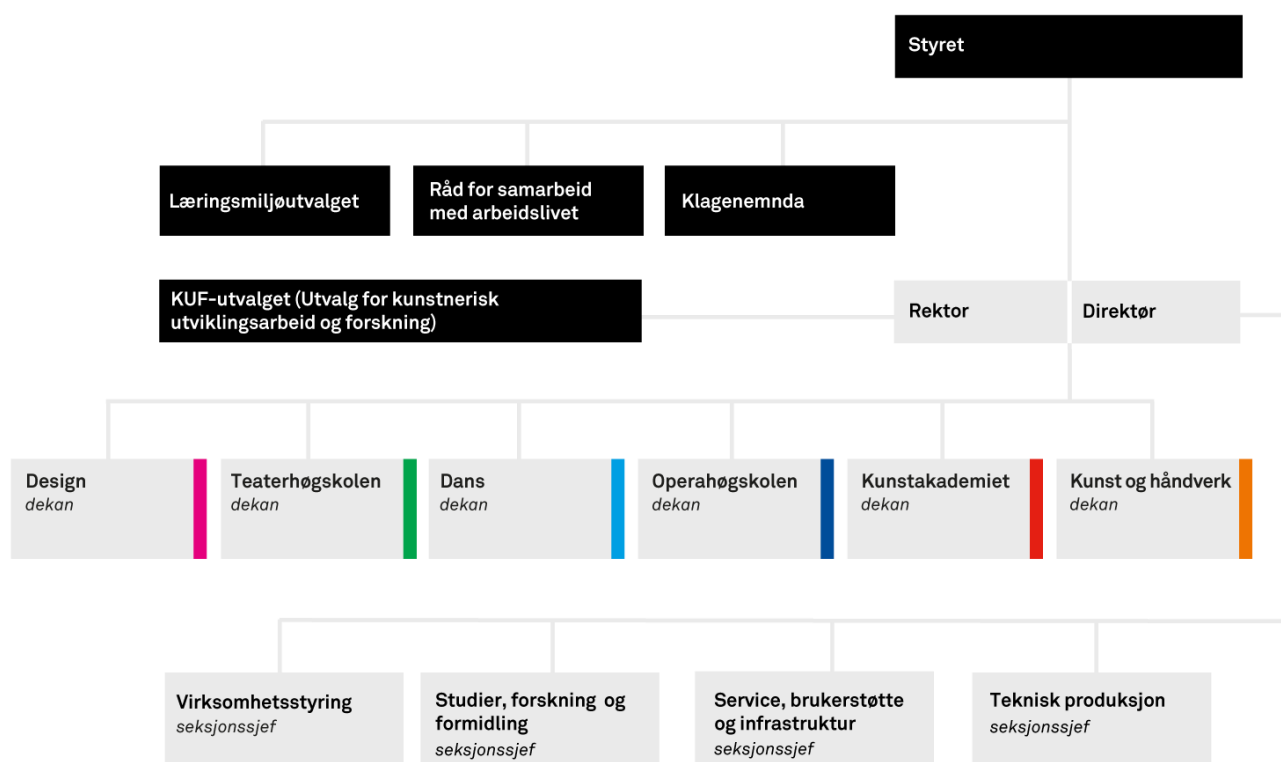 Styret
Læringsmiljøutvalget
Råd for samarbeid
med arbeidslivet
Klagenemnda
KUF-utvalget (Utvalg for kunstnerisk
utviklingsarbeid og forskning)
Rektor
Direktør
Design
dekan
Teaterhøgskolen
dekan
Dans
dekan
Operahøgskolen
dekan
Kunstakademiet
dekan
Kunst og håndverk
dekan
Virksomhetsstyring
seksjonssjef
Studier, forskning og
formidling
seksjonssjef
Service, brukerstøtte
og infrastruktur
seksjonssjef
Teknisk produksjon
seksjonssjef